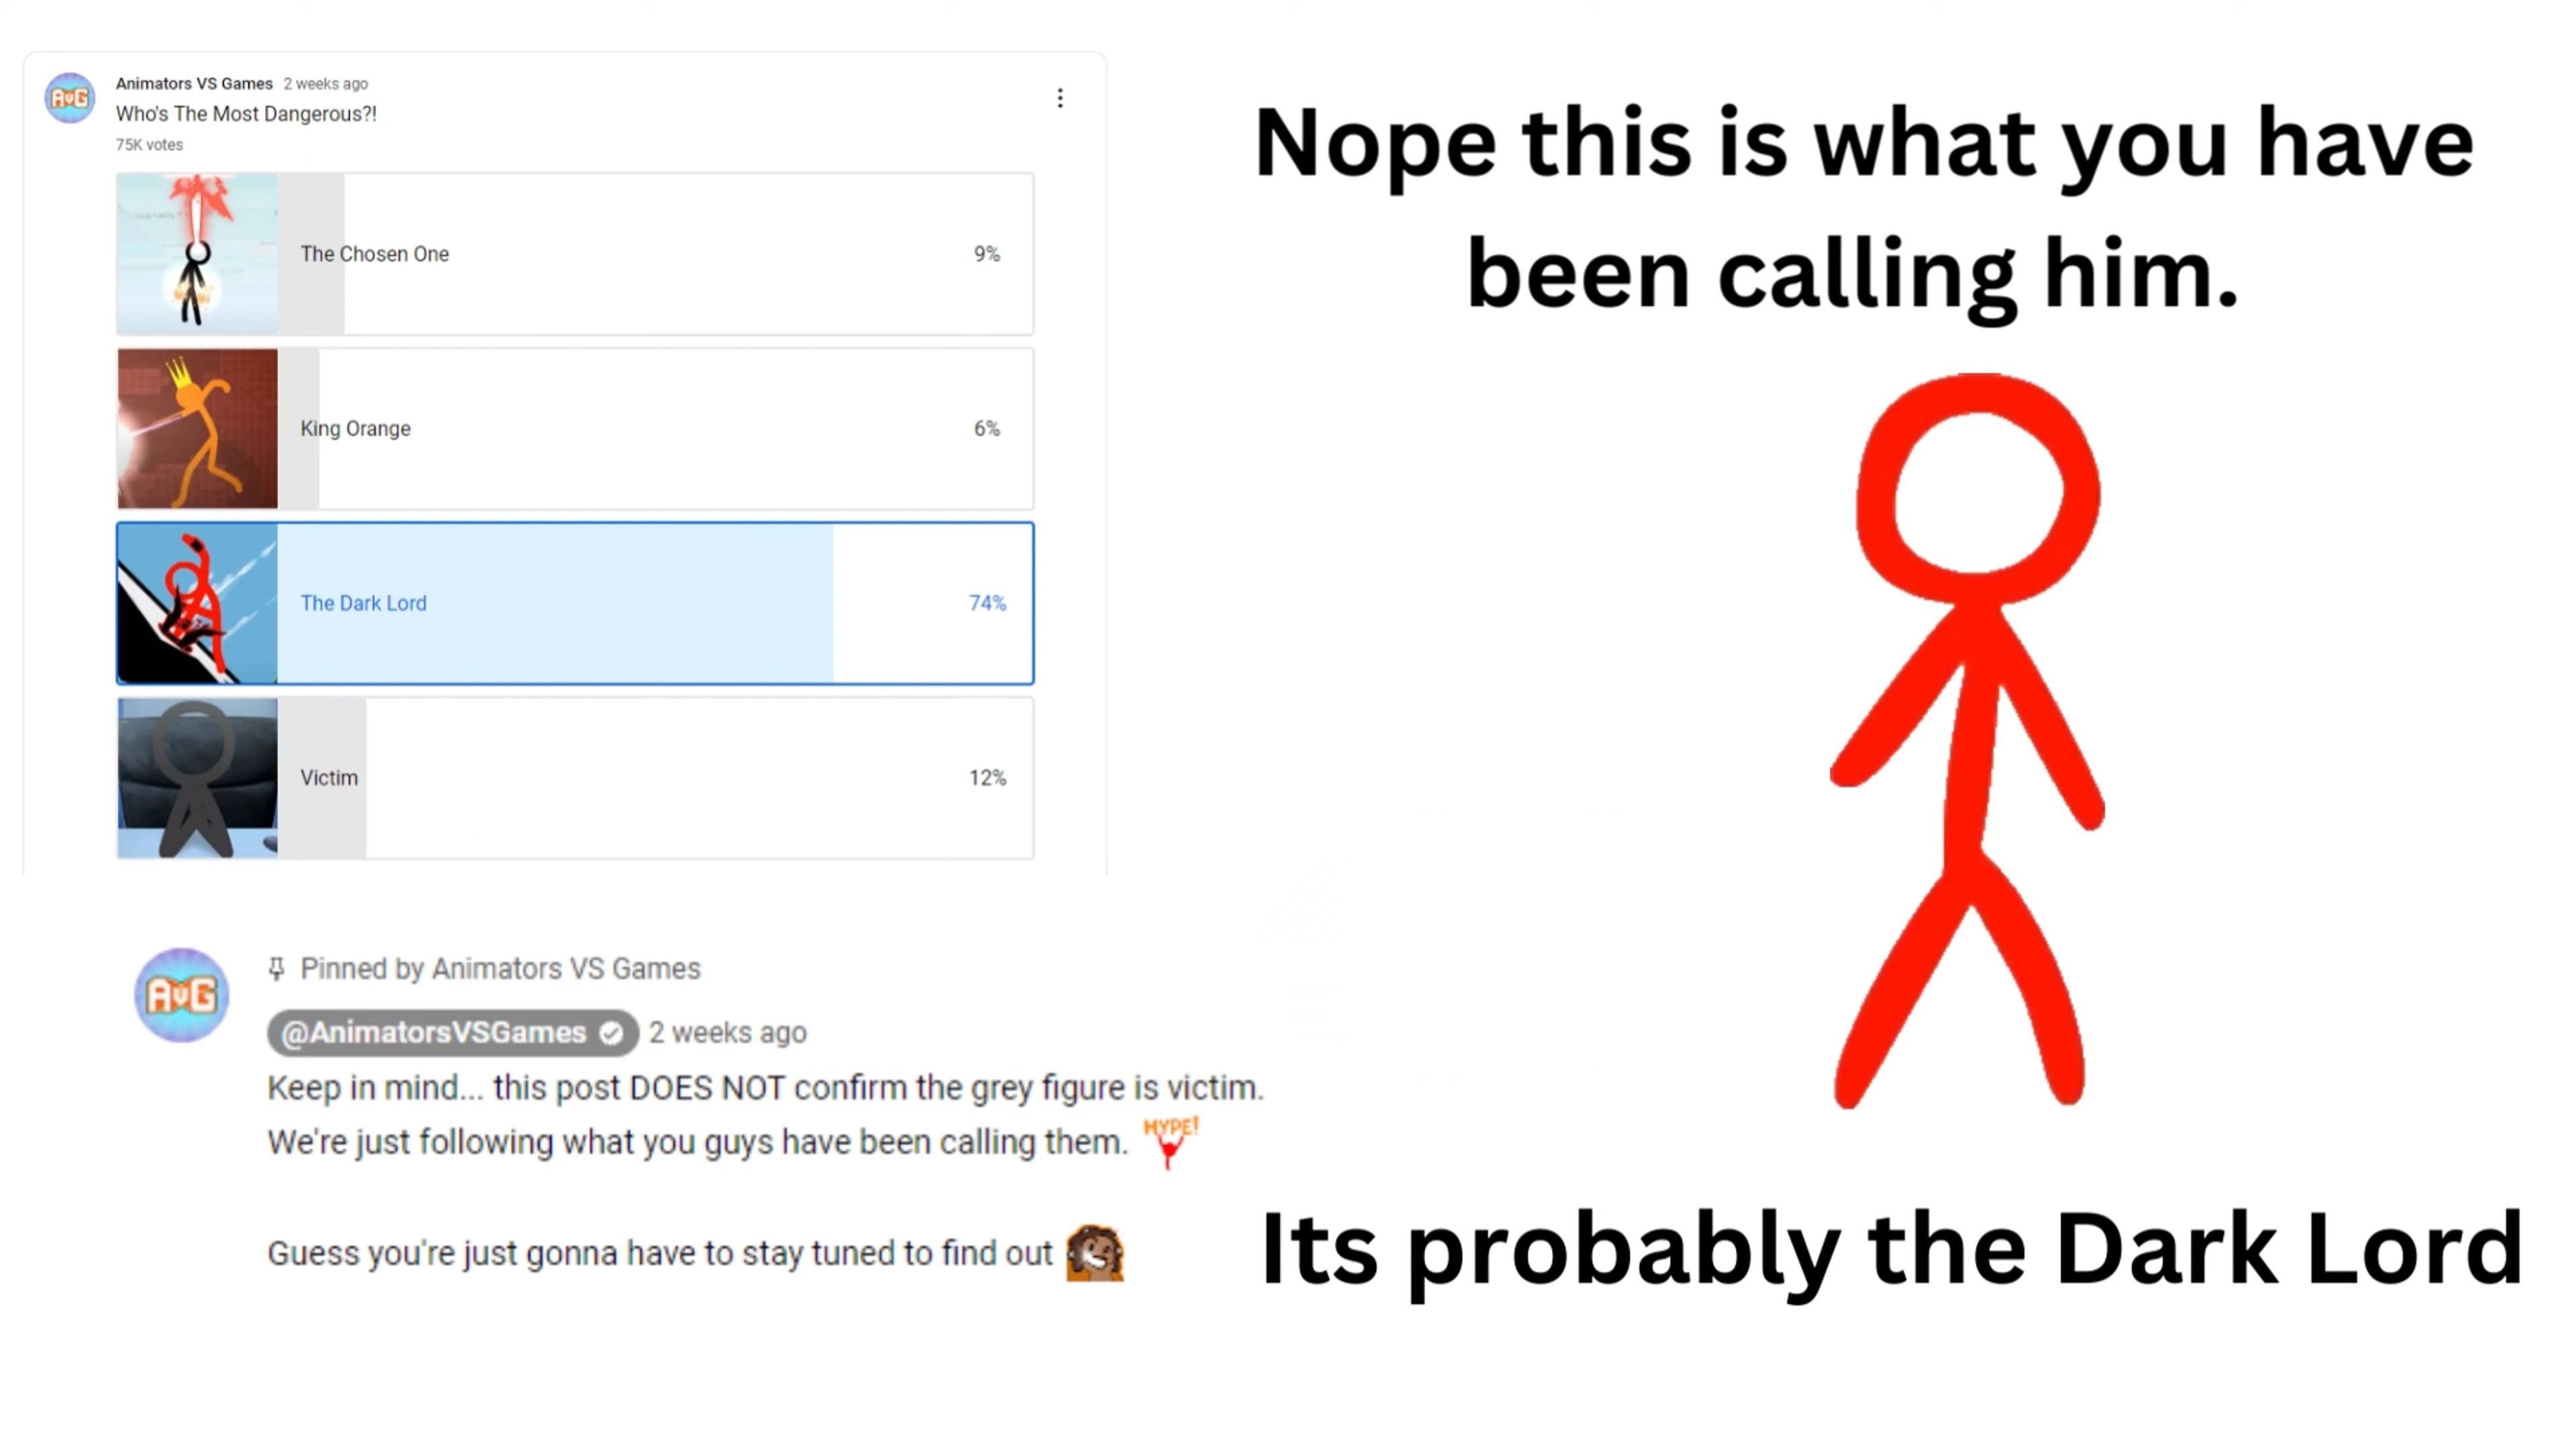 AvG
Animators VS Games 2 weeks ago
Who's The Most Dangerous?!
75K votes
The Chosen One 9%
King Orange 6%
The Dark Lord 74%
Victim 12%
AvG
Pinned by Animators VS Games
@AnimatorsVSGames 2 weeks ago
Keep in mind... this post DOES NOT confirm the grey figure is victim.
We're just following what you guys have been calling them. HYPE!
Guess you're just gonna have to stay tuned to find out
Nope this is what you have
been calling him.
Its probably the Dark Lord